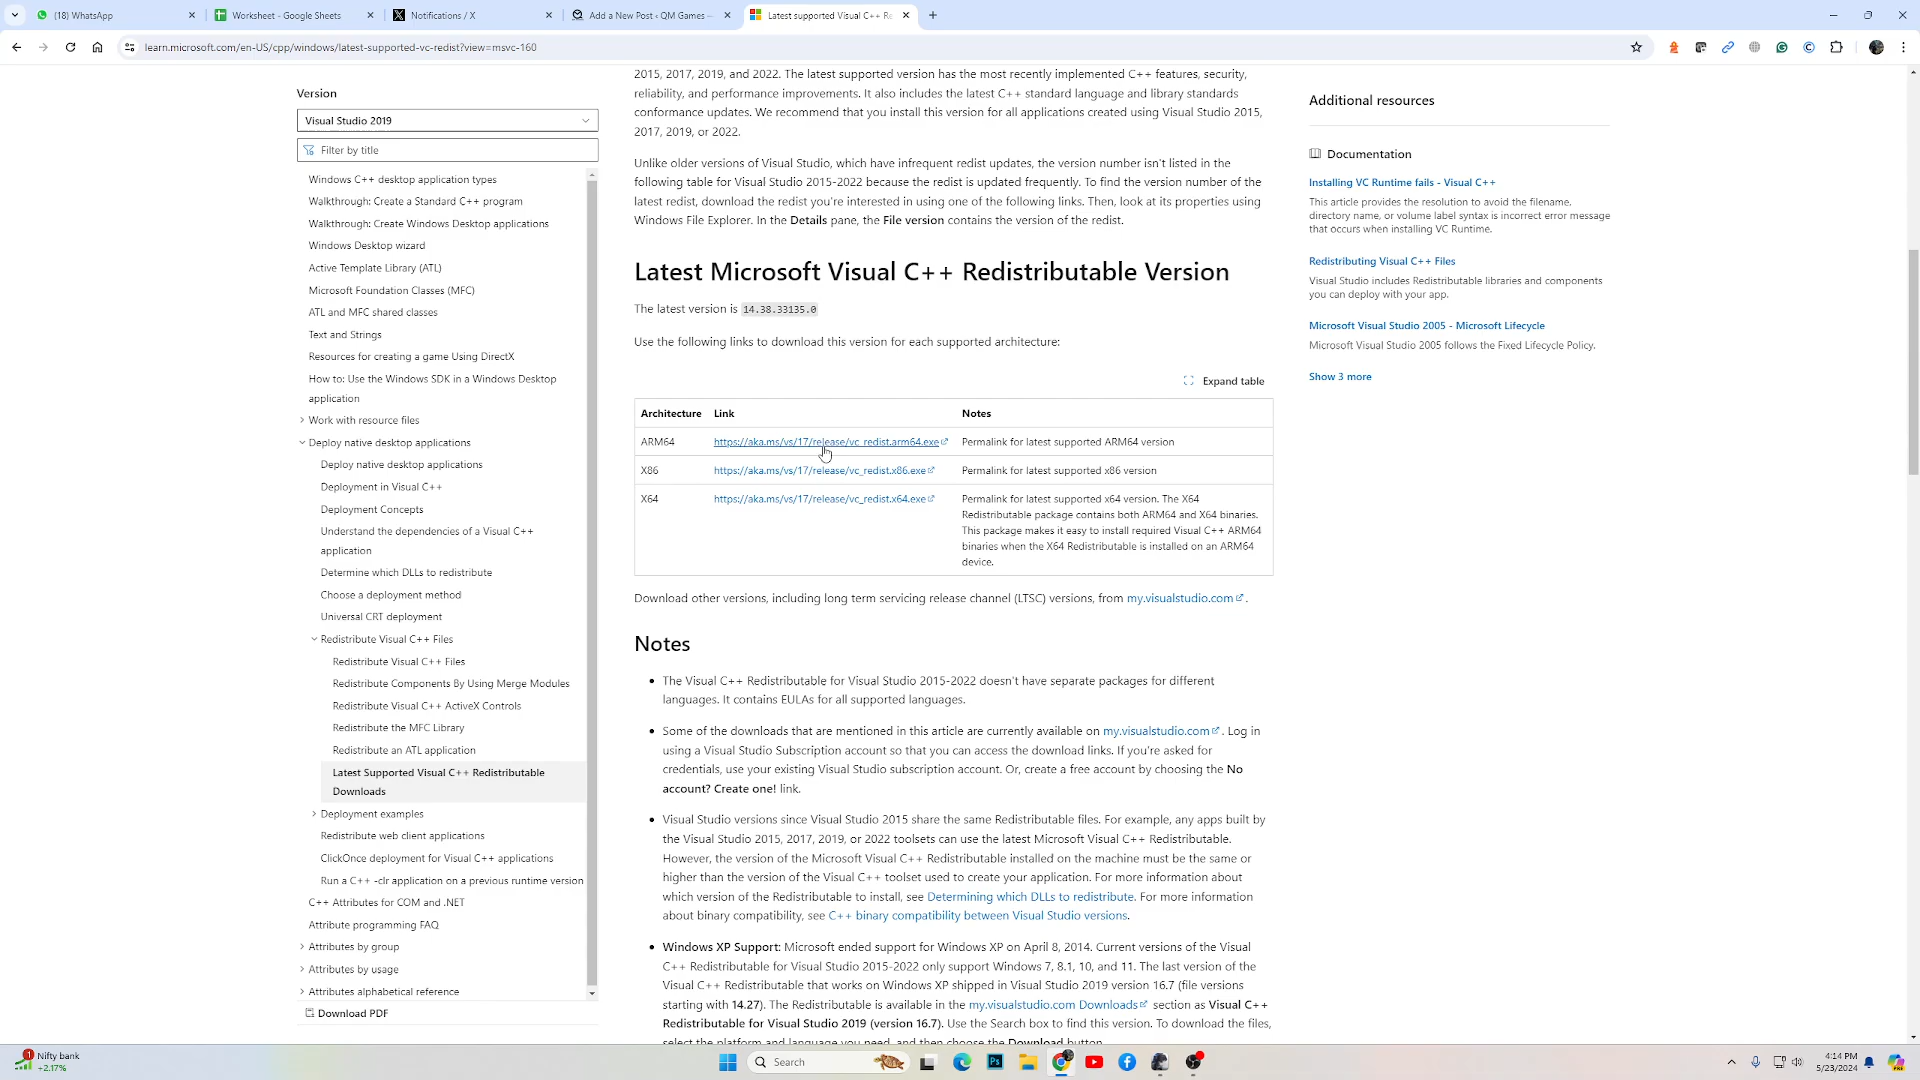 (18) WhatsApp
Worksheet - Google Sheets
Notifications / X
Add a New Post ‹ QM Games —
Latest supported Visual C++ Re
learn.microsoft.com/en-US/cpp/windows/latest-supported-vc-redist?view=msvc-160
Version
Visual Studio 2019
Filter by title
Windows C++ desktop application types
Walkthrough: Create a Standard C++ program
Walkthrough: Create Windows Desktop applications
Windows Desktop wizard
Active Template Library (ATL)
Microsoft Foundation Classes (MFC)
ATL and MFC shared classes
Text and Strings
Resources for creating a game Using DirectX
How to: Use the Windows SDK in a Windows Desktop
application
Work with resource files
Deploy native desktop applications
Deploy native desktop applications
Deployment in Visual C++
Deployment Concepts
Understand the dependencies of a Visual C++
application
Determine which DLLs to redistribute
Choose a deployment method
Universal CRT deployment
Redistribute Visual C++ Files
Redistribute Visual C++ Files
Redistribute Components By Using Merge Modules
Redistribute Visual C++ ActiveX Controls
Redistribute the MFC Library
Redistribute an ATL application
Latest Supported Visual C++ Redistributable
Downloads
Deployment examples
Redistribute web client applications
ClickOnce deployment for Visual C++ applications
Run a C++ -clr application on a previous runtime version
C++ Attributes for COM and .NET
Attribute programming FAQ
Attributes by group
Attributes by usage
Attributes alphabetical reference
Download PDF
2015, 2017, 2019, and 2022. The latest supported version has the most recently implemented C++ features, security,
reliability, and performance improvements. It also includes the latest C++ standard language and library standards
conformance updates. We recommend that you install this version for all applications created using Visual Studio 2015,
2017, 2019, or 2022.
Unlike older versions of Visual Studio, which have infrequent redist updates, the version number isn't listed in the
following table for Visual Studio 2015-2022 because the redist is updated frequently. To find the version number of the
latest redist, download the redist you're interested in using one of the following links. Then, look at its properties using
Windows File Explorer. In the Details pane, the File version contains the version of the redist.
Latest Microsoft Visual C++ Redistributable Version
The latest version is 14.38.33135.0
Use the following links to download this version for each supported architecture:
Expand table
Architecture Link Notes
ARM64 https://aka.ms/vs/17/release/vc_redist.arm64.exe Permalink for latest supported ARM64 version
X86 https://aka.ms/vs/17/release/vc_redist.x86.exe Permalink for latest supported x86 version
X64 https://aka.ms/vs/17/release/vc_redist.x64.exe Permalink for latest supported x64 version. The X64
Redistributable package contains both ARM64 and X64 binaries.
This package makes it easy to install required Visual C++ ARM64
binaries when the X64 Redistributable is installed on an ARM64
device.
Download other versions, including long term servicing release channel (LTSC) versions, from my.visualstudio.com .
Notes
• The Visual C++ Redistributable for Visual Studio 2015-2022 doesn't have separate packages for different
languages. It contains EULAs for all supported languages.
• Some of the downloads that are mentioned in this article are currently available on my.visualstudio.com . Log in
using a Visual Studio Subscription account so that you can access the download links. If you're asked for
credentials, use your existing Visual Studio subscription account. Or, create a free account by choosing the No
account? Create one! link.
• Visual Studio versions since Visual Studio 2015 share the same Redistributable files. For example, any apps built by
the Visual Studio 2015, 2017, 2019, or 2022 toolsets can use the latest Microsoft Visual C++ Redistributable.
However, the version of the Microsoft Visual C++ Redistributable installed on the machine must be the same or
higher than the version of the Visual C++ toolset used to create your application. For more information about
which version of the Redistributable to install, see Determining which DLLs to redistribute. For more information
about binary compatibility, see C++ binary compatibility between Visual Studio versions.
• Windows XP Support: Microsoft ended support for Windows XP on April 8, 2014. Current versions of the Visual
C++ Redistributable for Visual Studio 2015-2022 only support Windows 7, 8.1, 10, and 11. The last version of the
Visual C++ Redistributable that works on Windows XP shipped in Visual Studio 2019 version 16.7 (file versions
starting with 14.27). The Redistributable is available in the my.visualstudio.com Downloads section as Visual C++
Redistributable for Visual Studio 2019 (version 16.7). Use the Search box to find this version. To download the files,
select the platform and language you need, and then choose the Download button.
Additional resources
Documentation
Installing VC Runtime fails - Visual C++
This article provides the resolution to avoid the filename,
directory name, or volume label syntax is incorrect error message
that occurs when installing VC Runtime.
Redistributing Visual C++ Files
Visual Studio includes Redistributable libraries and components
you can deploy with your app.
Microsoft Visual Studio 2005 - Microsoft Lifecycle
Microsoft Visual Studio 2005 follows the Fixed Lifecycle Policy.
Show 3 more
1
Nifty bank
+2.17%
Search
Ps
4:14 PM
5/23/2024